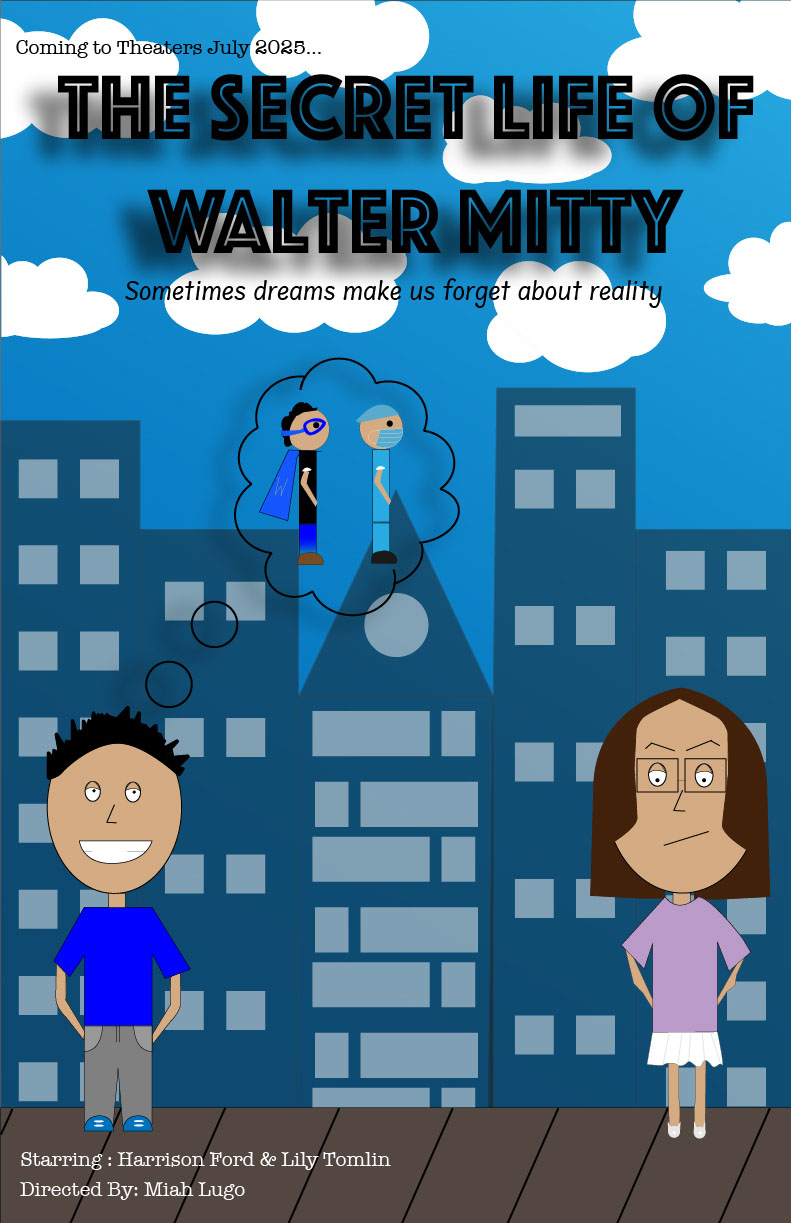 Coming to Theaters July 2025...
THE SECRET LIFE OF
WALTER MITTY
Sometimes dreams make us forget about reality
W
Starring : Harrison Ford & Lily Tomlin
Directed By: Miah Lugo